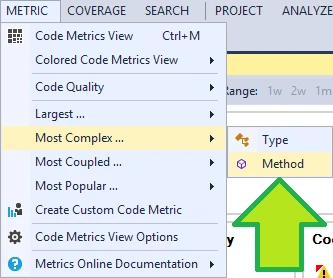 METRIC COVERAGE SEARCH PROJECT ANALYZE
Code Metrics View Ctrl+M
Colored Code Metrics View
Range: 1w 2w 1m
Code Quality
Largest ...
Most Complex ...
Type
Most Coupled ...
Method
Most Popular ...
Create Custom Code Metric
Code Metrics View Options
Metrics Online Documentation